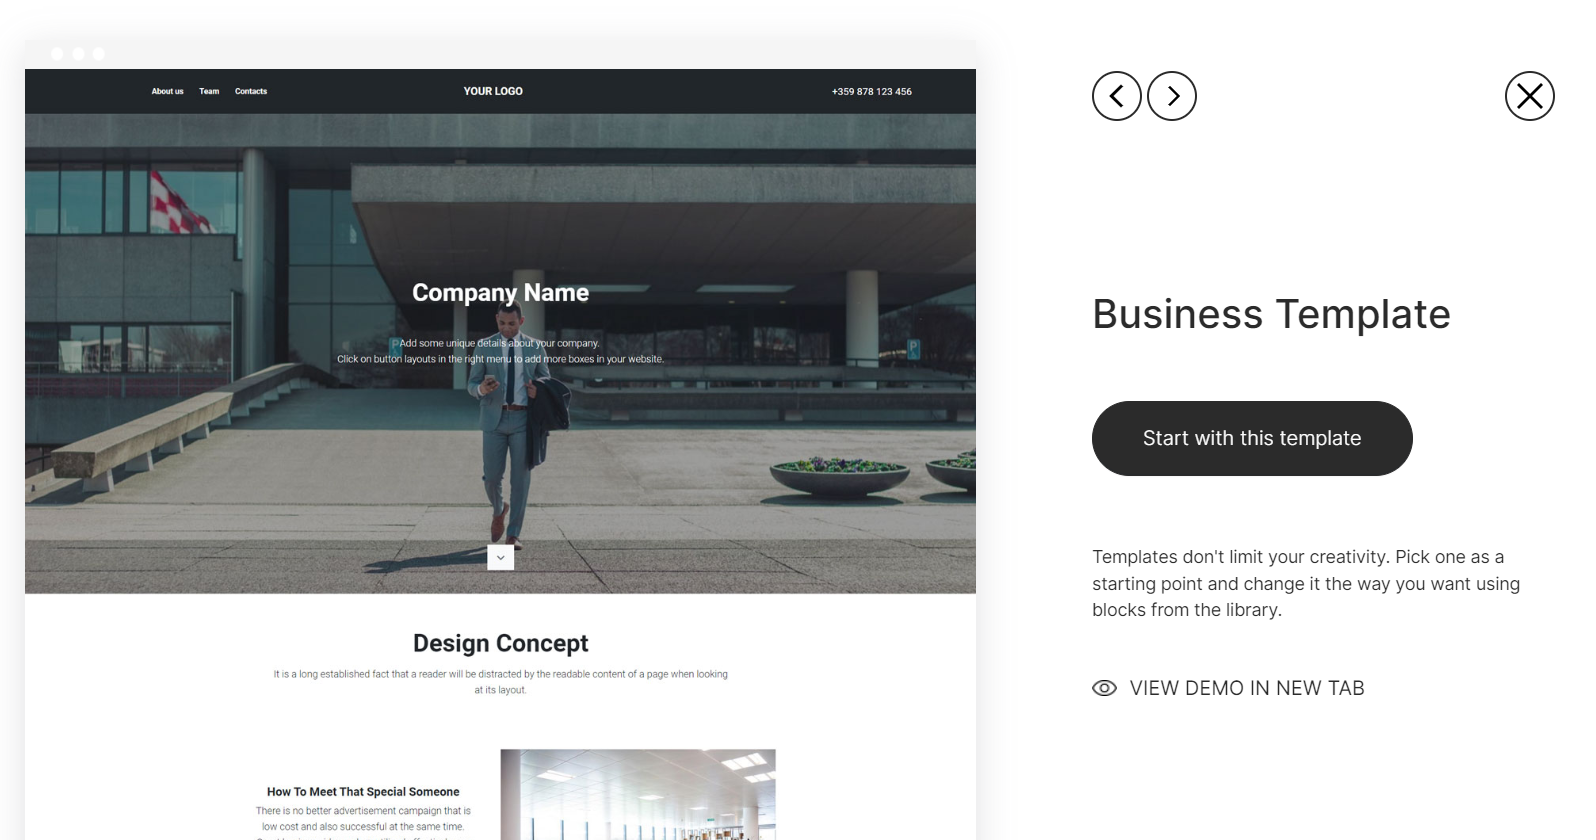 About us Team Contacts YOUR LOGO +359 878 123 456
Company Name
Add some unique details about your company.
Click on button layouts in the right menu to add more boxes in your website.
P
P
Design Concept
It is a long established fact that a reader will be distracted by the readable content of a page when looking
at its layout.
How To Meet That Special Someone
There is no better advertisement campaign that is
low cost and also successful at the same time.
Business Template
Start with this template
Templates don't limit your creativity. Pick one as a
starting point and change it the way you want using
blocks from the library.
VIEW DEMO IN NEW TAB